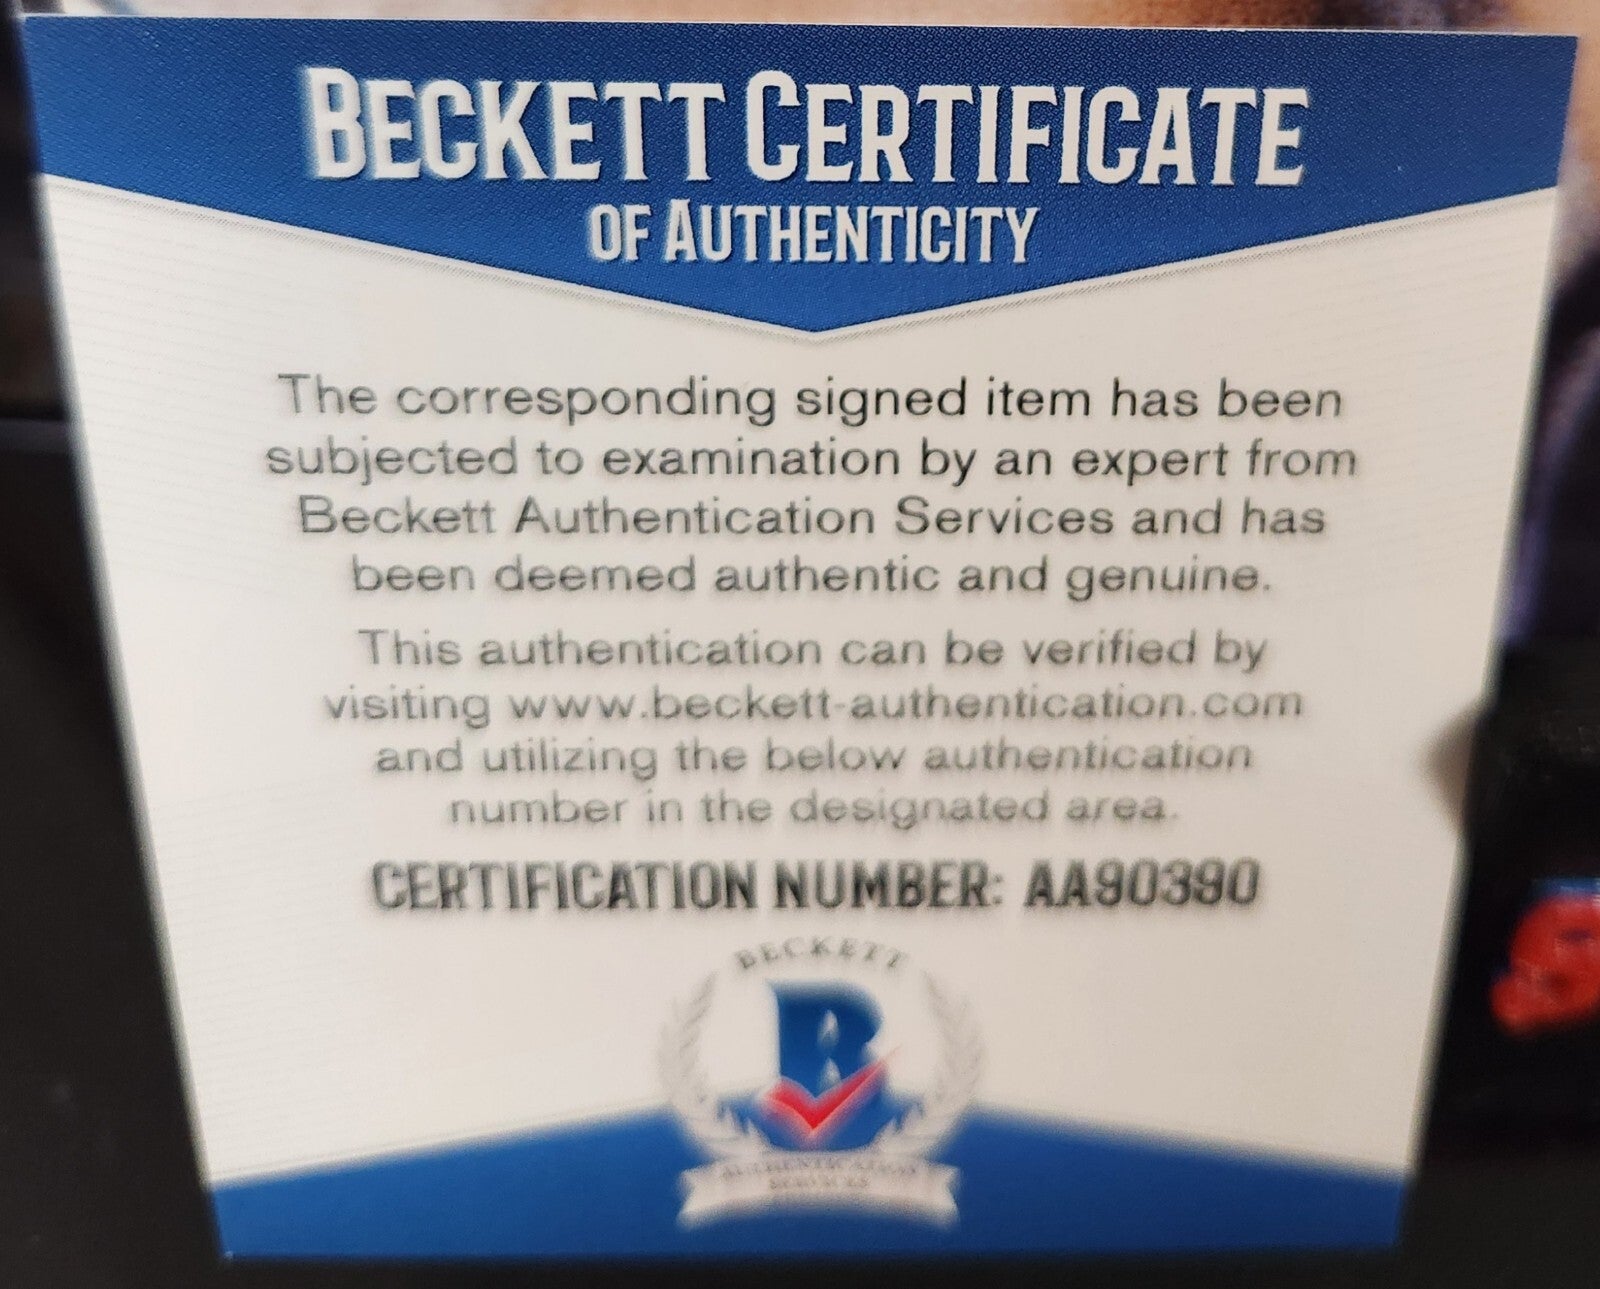 BECKETT CERTIFICATE
OF AUTHENTICITY
The corresponding signed item has been
subjected to examination by an expert from
Beckett Authentication Services and has
been deemed authentic and genuine.
This authentication can be verified by
visiting www.beckett-authentication.com
and utilizing the below authentication
number in the designated area.
CERTIFICATION NUMBER: AA90390
BECKETT
B
AUTHENTICATION
SERVICES